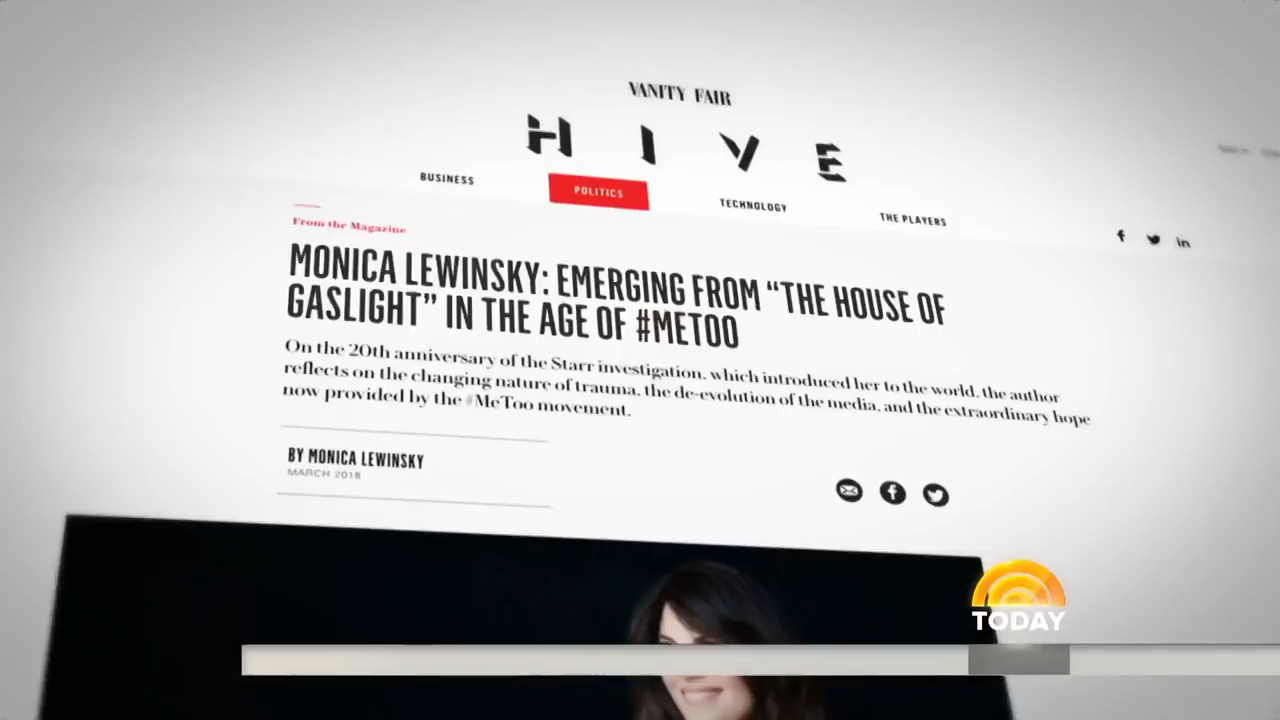 VANITY FAIR
HIVE
BUSINESS
POLITICS
TECHNOLOGY
THE PLAYERS
From the Magazine
f
in
MONICA LEWINSKY: EMERGING FROM “THE HOUSE OF
GASLIGHT” IN THE AGE OF #METOO
On the 20th anniversary of the Starr investigation, which introduced her to the world, the author
reflects on the changing nature of trauma, the de-evolution of the media, and the extraordinary hope
now provided by the #MeToo movement.
BY MONICA LEWINSKY
MARCH 2018
f
TODAY